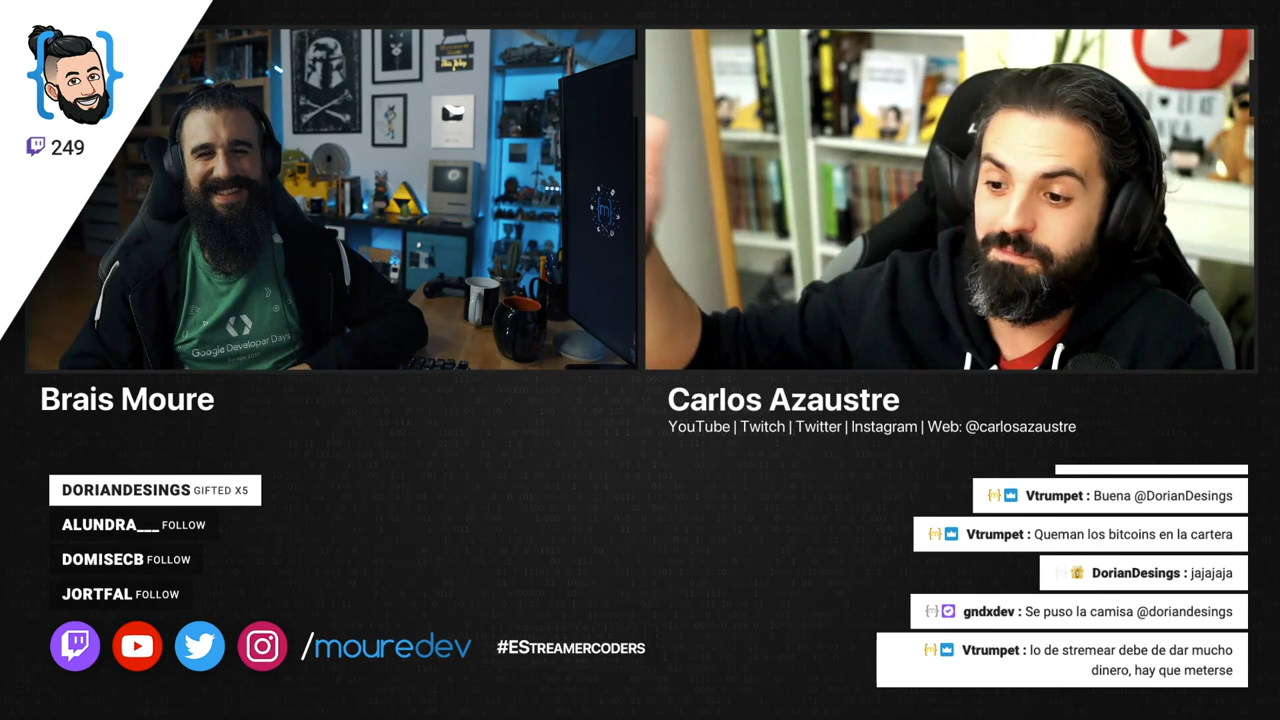 249
Google Developer Days
Brais Moure
Carlos Azaustre
YouTube | Twitch | Twitter | Instagram | Web: @carlosazaustre
DORIANDESINGS GIFTED X5
ALUNDRA___ FOLLOW
DOMISECB FOLLOW
JORTFAL FOLLOW
/mouredev #ESTREAMERCODERS
Vtrumpet : Buena @DorianDesings
Vtrumpet : Queman los bitcoins en la cartera
DorianDesings : jajajaja
gndxdev : Se puso la camisa @doriandesings
Vtrumpet : lo de stremear debe de dar mucho
dinero, hay que meterse